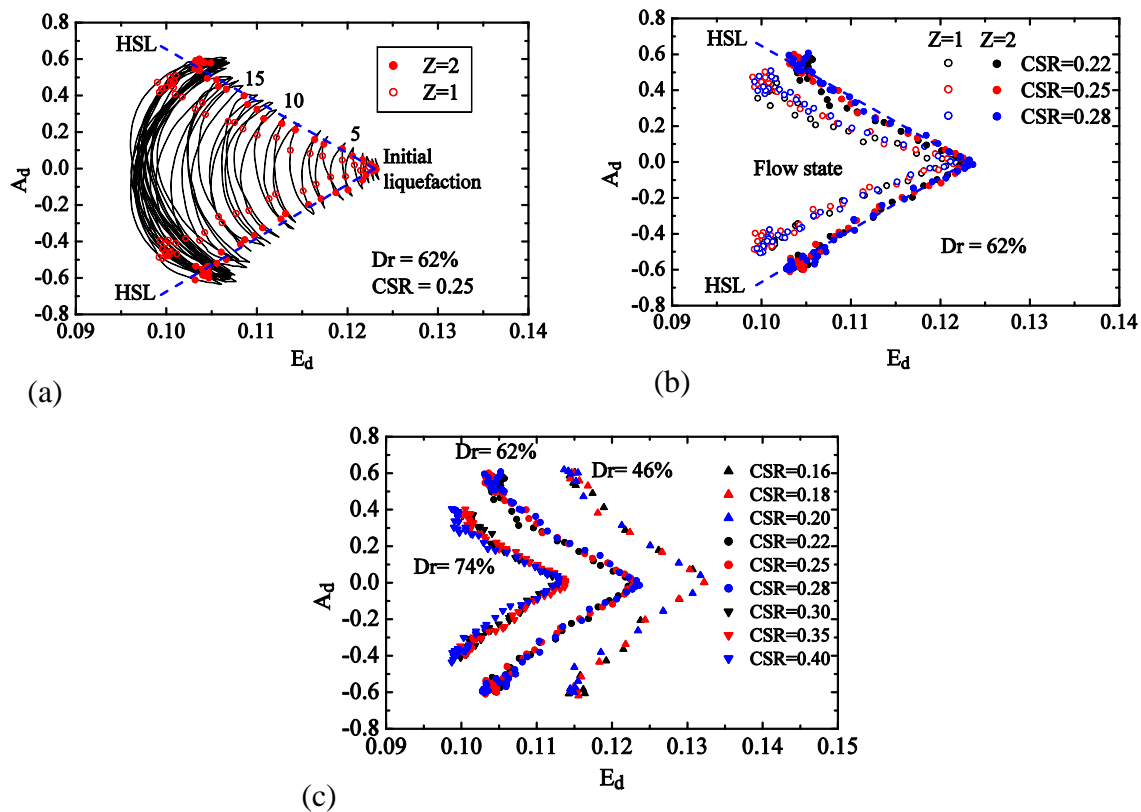 HSL
Z=2
Z=1
15
10
5
Initial
liquefaction
Dr = 62%
CSR = 0.25
HSL
0.8
0.6
0.4
0.2
0.0
-0.2
-0.4
-0.6
-0.8
A_d
0.09 0.10 0.11 0.12 0.13 0.14
E_d
(a)
HSL
Z=1 Z=2
CSR=0.22
CSR=0.25
CSR=0.28
Flow state
Dr = 62%
HSL
0.8
0.6
0.4
0.2
0.0
-0.2
-0.4
-0.6
-0.8
A_d
0.09 0.10 0.11 0.12 0.13 0.14
E_d
(b)
Dr= 62%
Dr= 46%
Dr= 74%
CSR=0.16
CSR=0.18
CSR=0.20
CSR=0.22
CSR=0.25
CSR=0.28
CSR=0.30
CSR=0.35
CSR=0.40
0.8
0.6
0.4
0.2
0.0
-0.2
-0.4
-0.6
-0.8
A_d
0.09 0.10 0.11 0.12 0.13 0.14 0.15
E_d
(c)